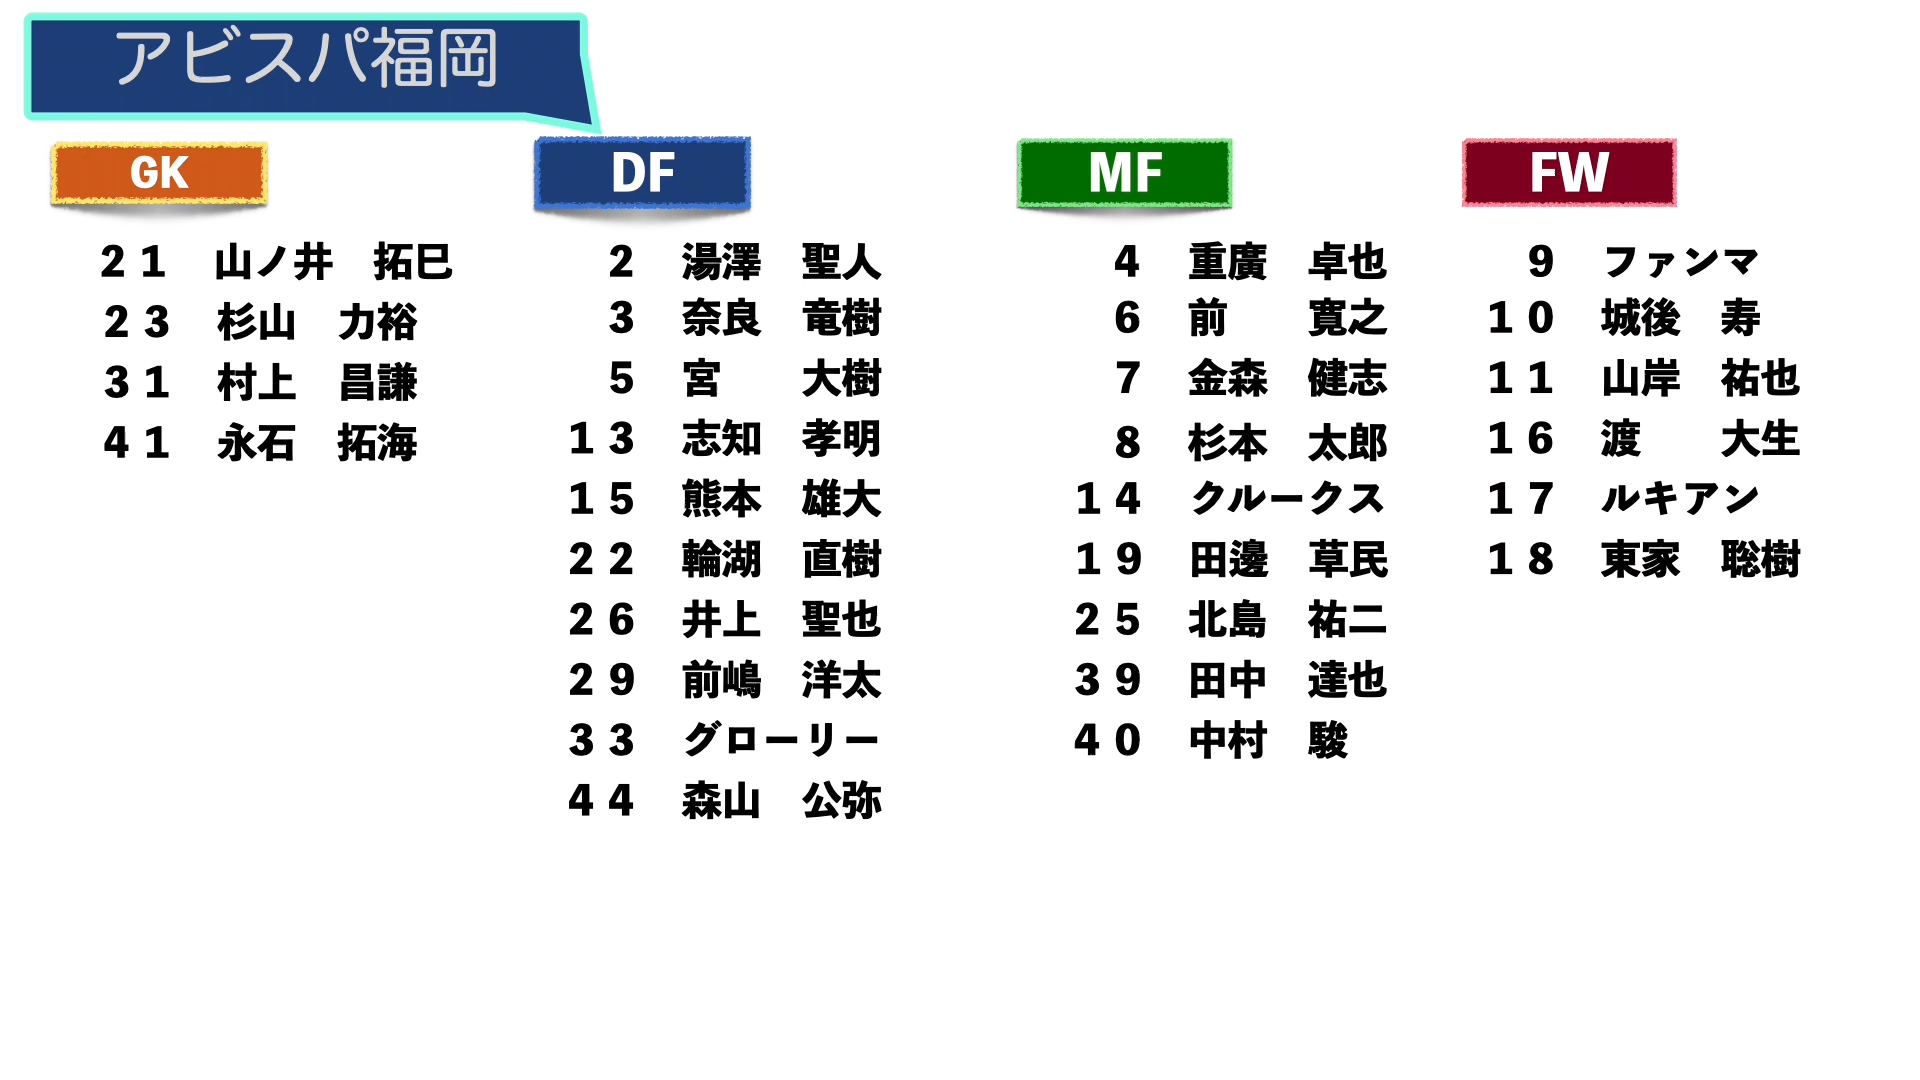 アビスパ福岡
GK
２１　山ノ井　拓巳
２３　杉山　力裕
３１　村上　昌謙
４１　永石　拓海
DF
２　湯澤　聖人
３　奈良　竜樹
５　宮　　大樹
１３　志知　孝明
１５　熊本　雄大
２２　輪湖　直樹
２６　井上　聖也
２９　前嶋　洋太
３３　グローリー
４４　森山　公弥
MF
４　重廣　卓也
６　前　　寛之
７　金森　健志
８　杉本　太郎
１４　クルークス
１９　田邊　草民
２５　北島　祐二
３９　田中　達也
４０　中村　駿
FW
９　ファンマ
１０　城後　寿
１１　山岸　祐也
１６　渡　　大生
１７　ルキアン
１８　東家　聡樹